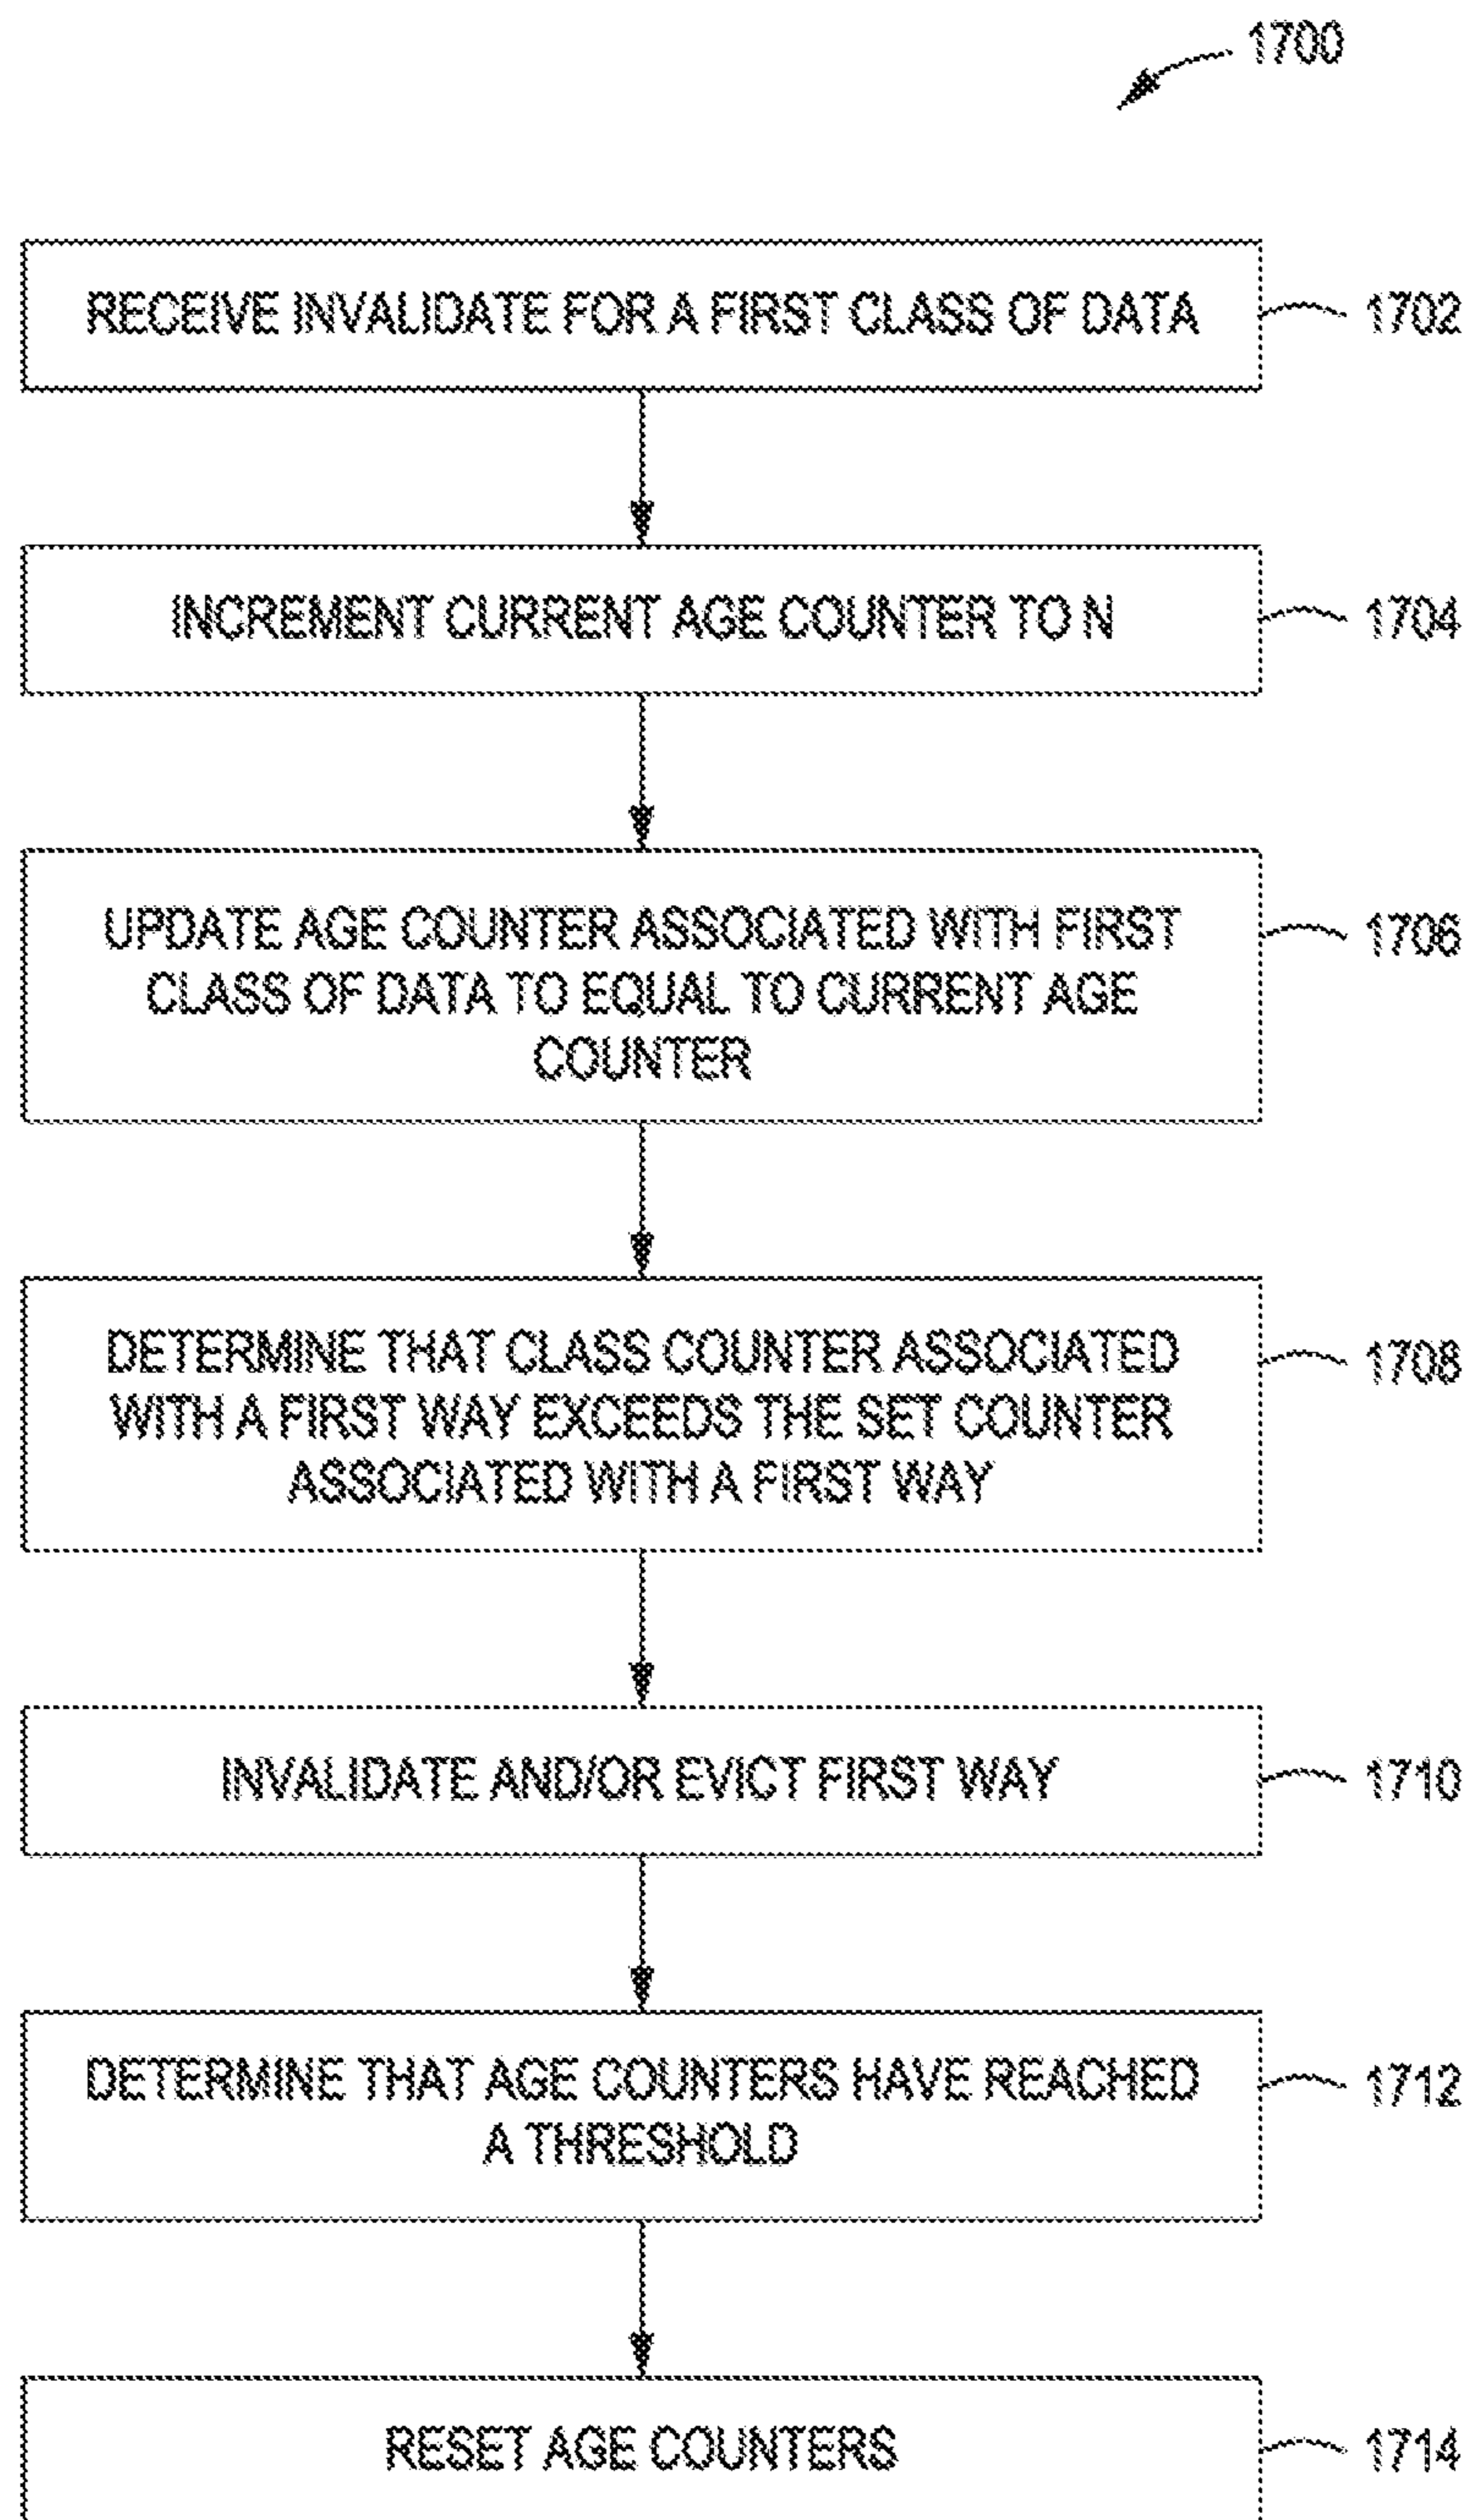 1700
RECEIVE INVALIDATE FOR A FIRST CLASS OF DATA
1702
INCREMENT CURRENT AGE COUNTER TO N
1704
UPDATE AGE COUNTER ASSOCIATED WITH FIRST
CLASS OF DATA TO EQUAL TO CURRENT AGE
COUNTER
1706
DETERMINE THAT CLASS COUNTER ASSOCIATED
WITH A FIRST WAY EXCEEDS THE SET COUNTER
ASSOCIATED WITH A FIRST WAY
1708
INVALIDATE AND/OR EVICT FIRST WAY
1710
DETERMINE THAT AGE COUNTERS HAVE REACHED
A THRESHOLD
1712
RESET AGE COUNTERS
1714